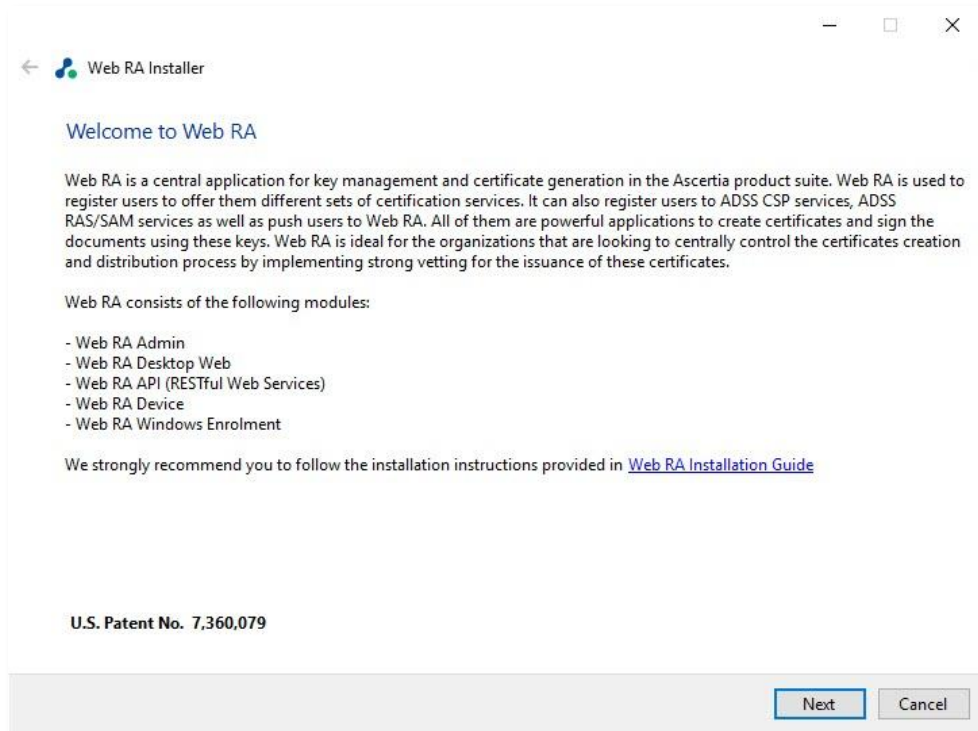 Web RA Installer
Welcome to Web RA
Web RA is a central application for key management and certificate generation in the Ascertia product suite. Web RA is used to
register users to offer them different sets of certification services. It can also register users to ADSS CSP services, ADSS
RAS/SAM services as well as push users to Web RA. All of them are powerful applications to create certificates and sign the
documents using these keys. Web RA is ideal for the organizations that are looking to centrally control the certificates creation
and distribution process by implementing strong vetting for the issuance of these certificates.
Web RA consists of the following modules:
- Web RA Admin
- Web RA Desktop Web
- Web RA API (RESTful Web Services)
- Web RA Device
- Web RA Windows Enrolment
We strongly recommend you to follow the installation instructions provided in Web RA Installation Guide
U.S. Patent No. 7,360,079
Next Cancel